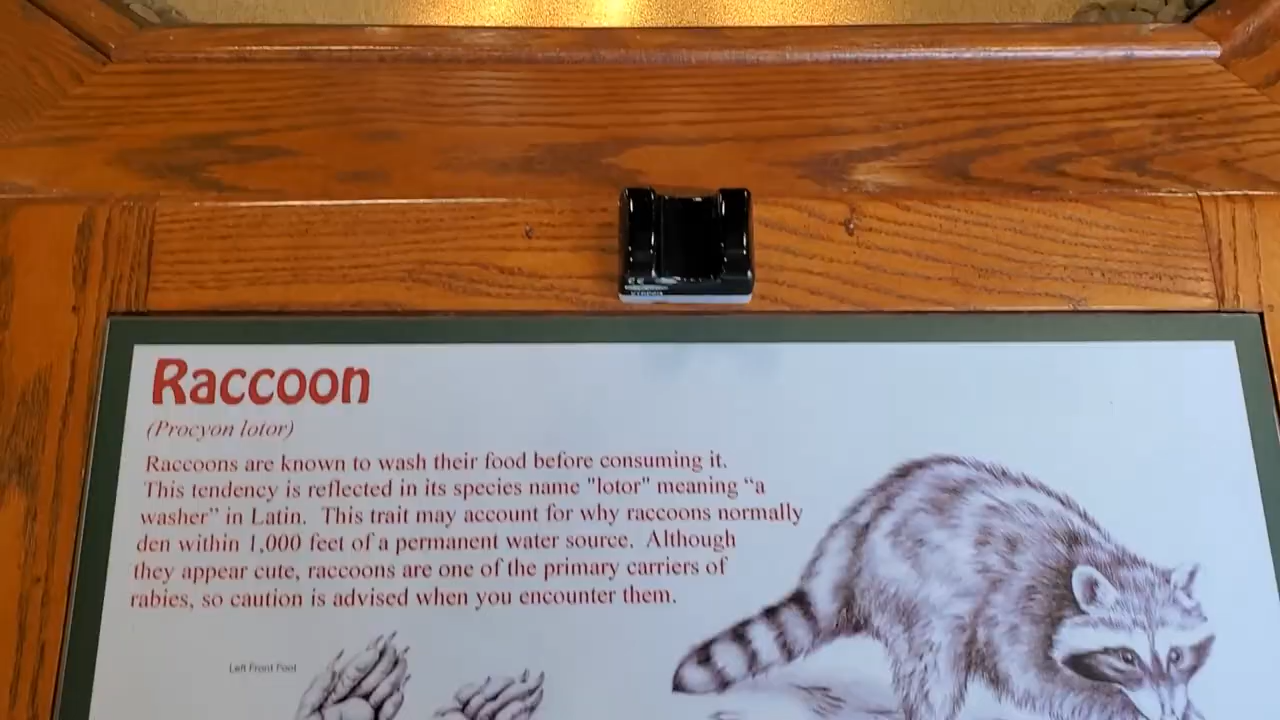 Raccoon
(Procyon lotor)
Raccoons are known to wash their food before consuming it.
This tendency is reflected in its species name "lotor" meaning “a
washer” in Latin.  This trait may account for why raccoons normally
den within 1,000 feet of a permanent water source.  Although
they appear cute, raccoons are one of the primary carriers of
rabies, so caution is advised when you encounter them.
Left Front Foot